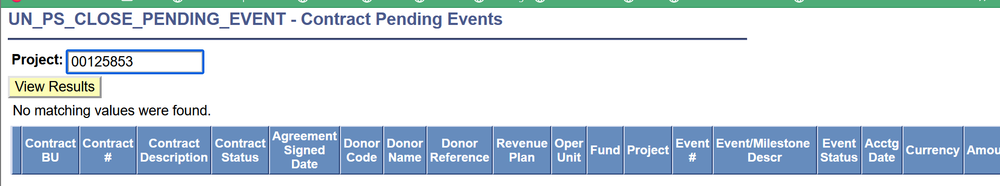 UN_PS_CLOSE_PENDING_EVENT - Contract Pending Events
Project: 00125853
View Results
No matching values were found.
Contract BU
Contract #
Contract Description
Contract Status
Agreement Signed Date
Donor Code
Donor Name
Donor Reference
Revenue Plan
Oper Unit
Fund
Project
Event #
Event/Milestone Descr
Event Status
Acctg Date
Currency
Amou